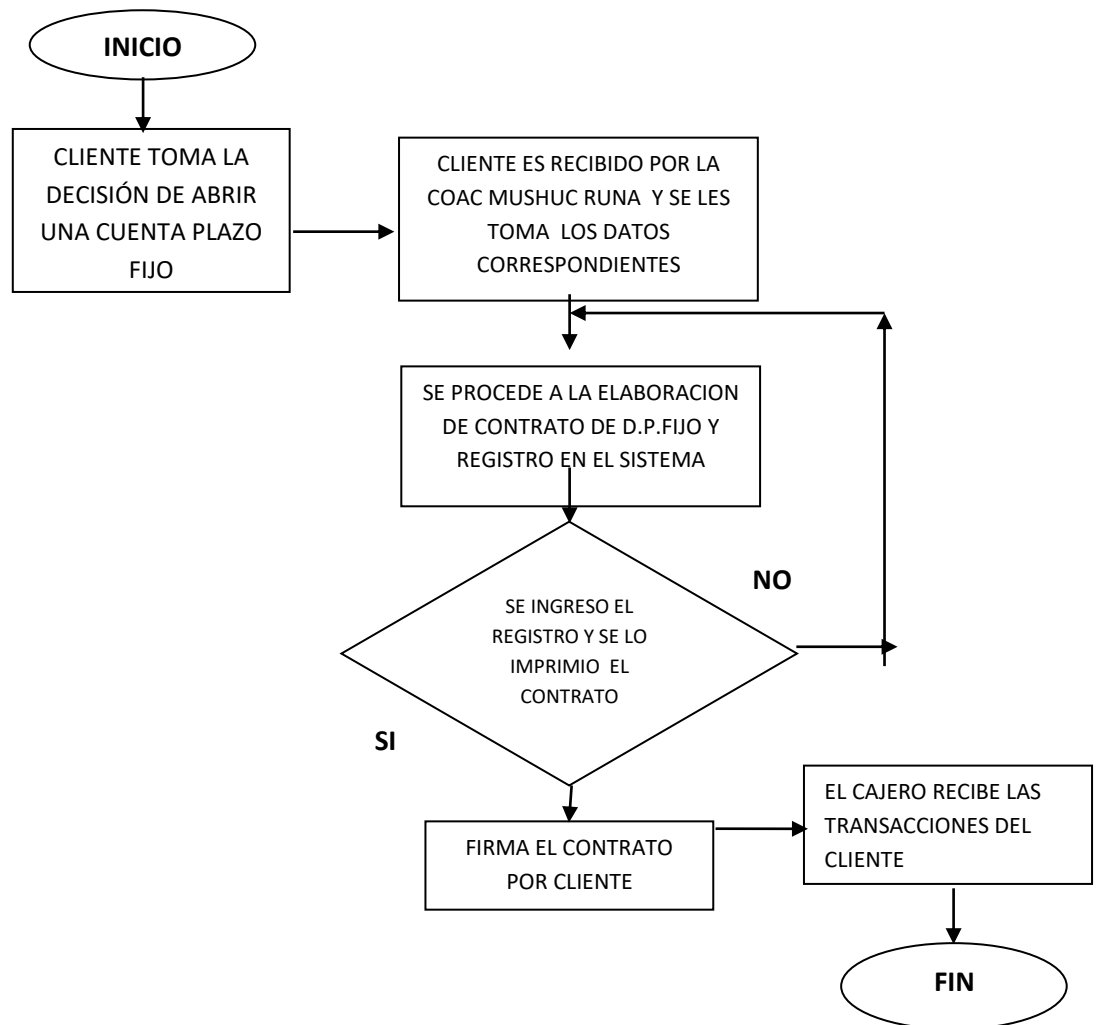 INICIO
CLIENTE TOMA LA
DECISIÓN DE ABRIR
UNA CUENTA PLAZO
FIJO
CLIENTE ES RECIBIDO POR LA
COAC MUSHUC RUNA Y SE LES
TOMA LOS DATOS
CORRESPONDIENTES
SE PROCEDE A LA ELABORACION
DE CONTRATO DE D.P.FIJO Y
REGISTRO EN EL SISTEMA
NO
SE INGRESO EL
REGISTRO Y SE LO
IMPRIMIO EL
CONTRATO
SI
FIRMA EL CONTRATO
POR CLIENTE
EL CAJERO RECIBE LAS
TRANSACCIONES DEL
CLIENTE
FIN